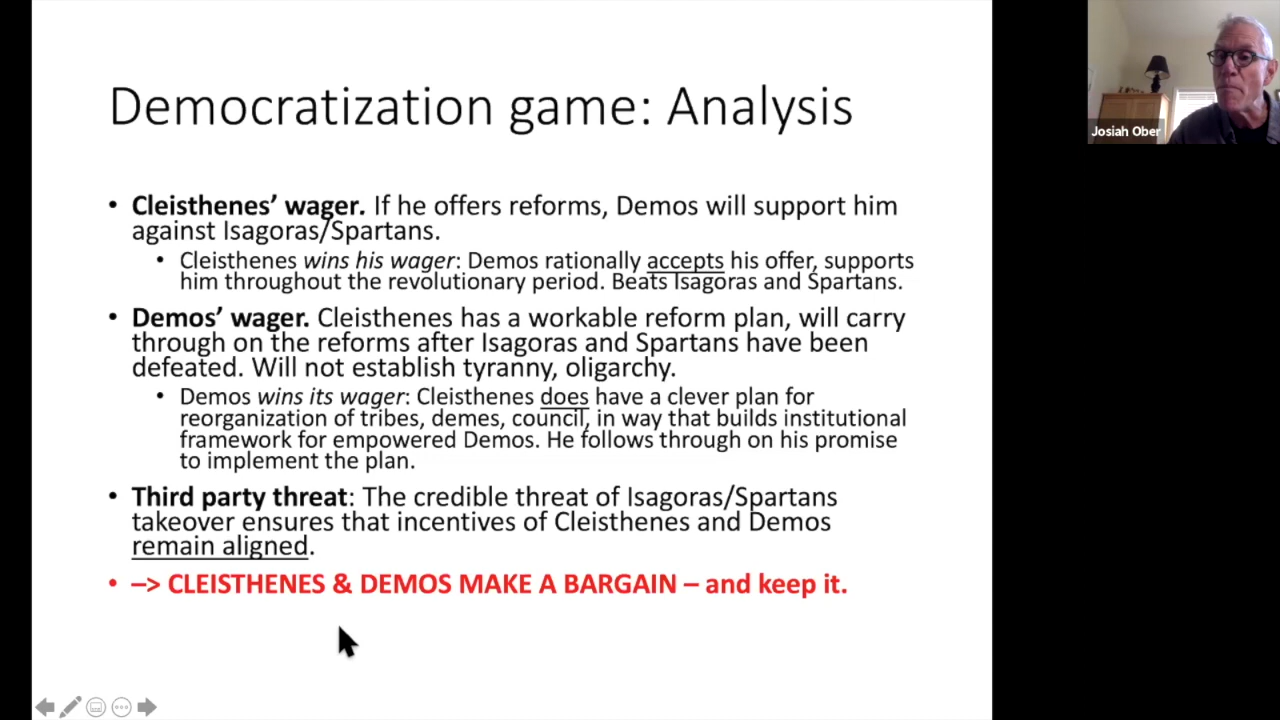 Democratization game: Analysis
• Cleisthenes’ wager. If he offers reforms, Demos will support him
against Isagoras/Spartans.
• Cleisthenes wins his wager: Demos rationally accepts his offer, supports
him throughout the revolutionary period. Beats Isagoras and Spartans.
• Demos’ wager. Cleisthenes has a workable reform plan, will carry
through on the reforms after Isagoras and Spartans have been
defeated. Will not establish tyranny, oligarchy.
• Demos wins its wager: Cleisthenes does have a clever plan for
reorganization of tribes, demes, council, in way that builds institutional
framework for empowered Demos. He follows through on his promise
to implement the plan.
• Third party threat: The credible threat of Isagoras/Spartans
takeover ensures that incentives of Cleisthenes and Demos
remain aligned.
• –> CLEISTHENES & DEMOS MAKE A BARGAIN – and keep it.
Josiah Ober